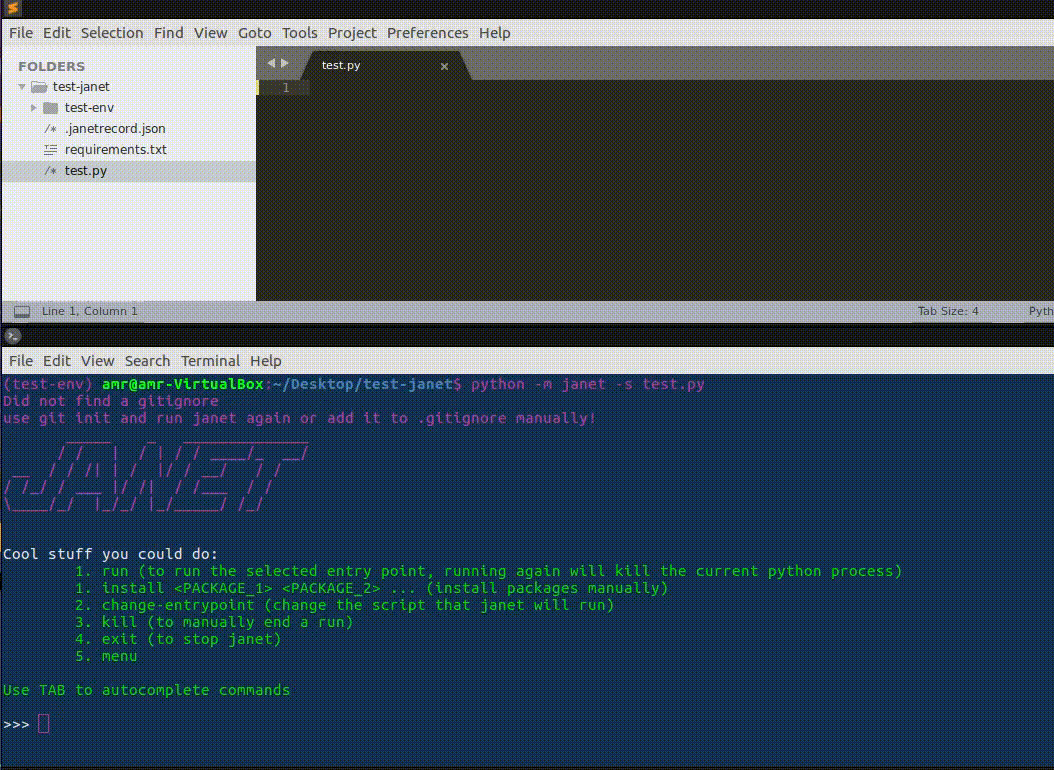 File Edit Selection Find View Goto Tools Project Preferences Help
FOLDERS
test-janet
test-env
/* .janetrecord.json
requirements.txt
/* test.py
test.py ×
1
Line 1, Column 1
Tab Size: 4
Pyth
File Edit View Search Terminal Help
(test-env) amr@amr-VirtualBox:~/Desktop/test-janet$ python -m janet -s test.py
Did not find a gitignore
use git init and run janet again or add it to .gitignore manually!
JANET
Cool stuff you could do:
1. run (to run the selected entry point, running again will kill the current python process)
1. install <PACKAGE_1> <PACKAGE_2> ... (install packages manually)
2. change-entrypoint (change the script that janet will run)
3. kill (to manually end a run)
4. exit (to stop janet)
5. menu
Use TAB to autocomplete commands
>>>